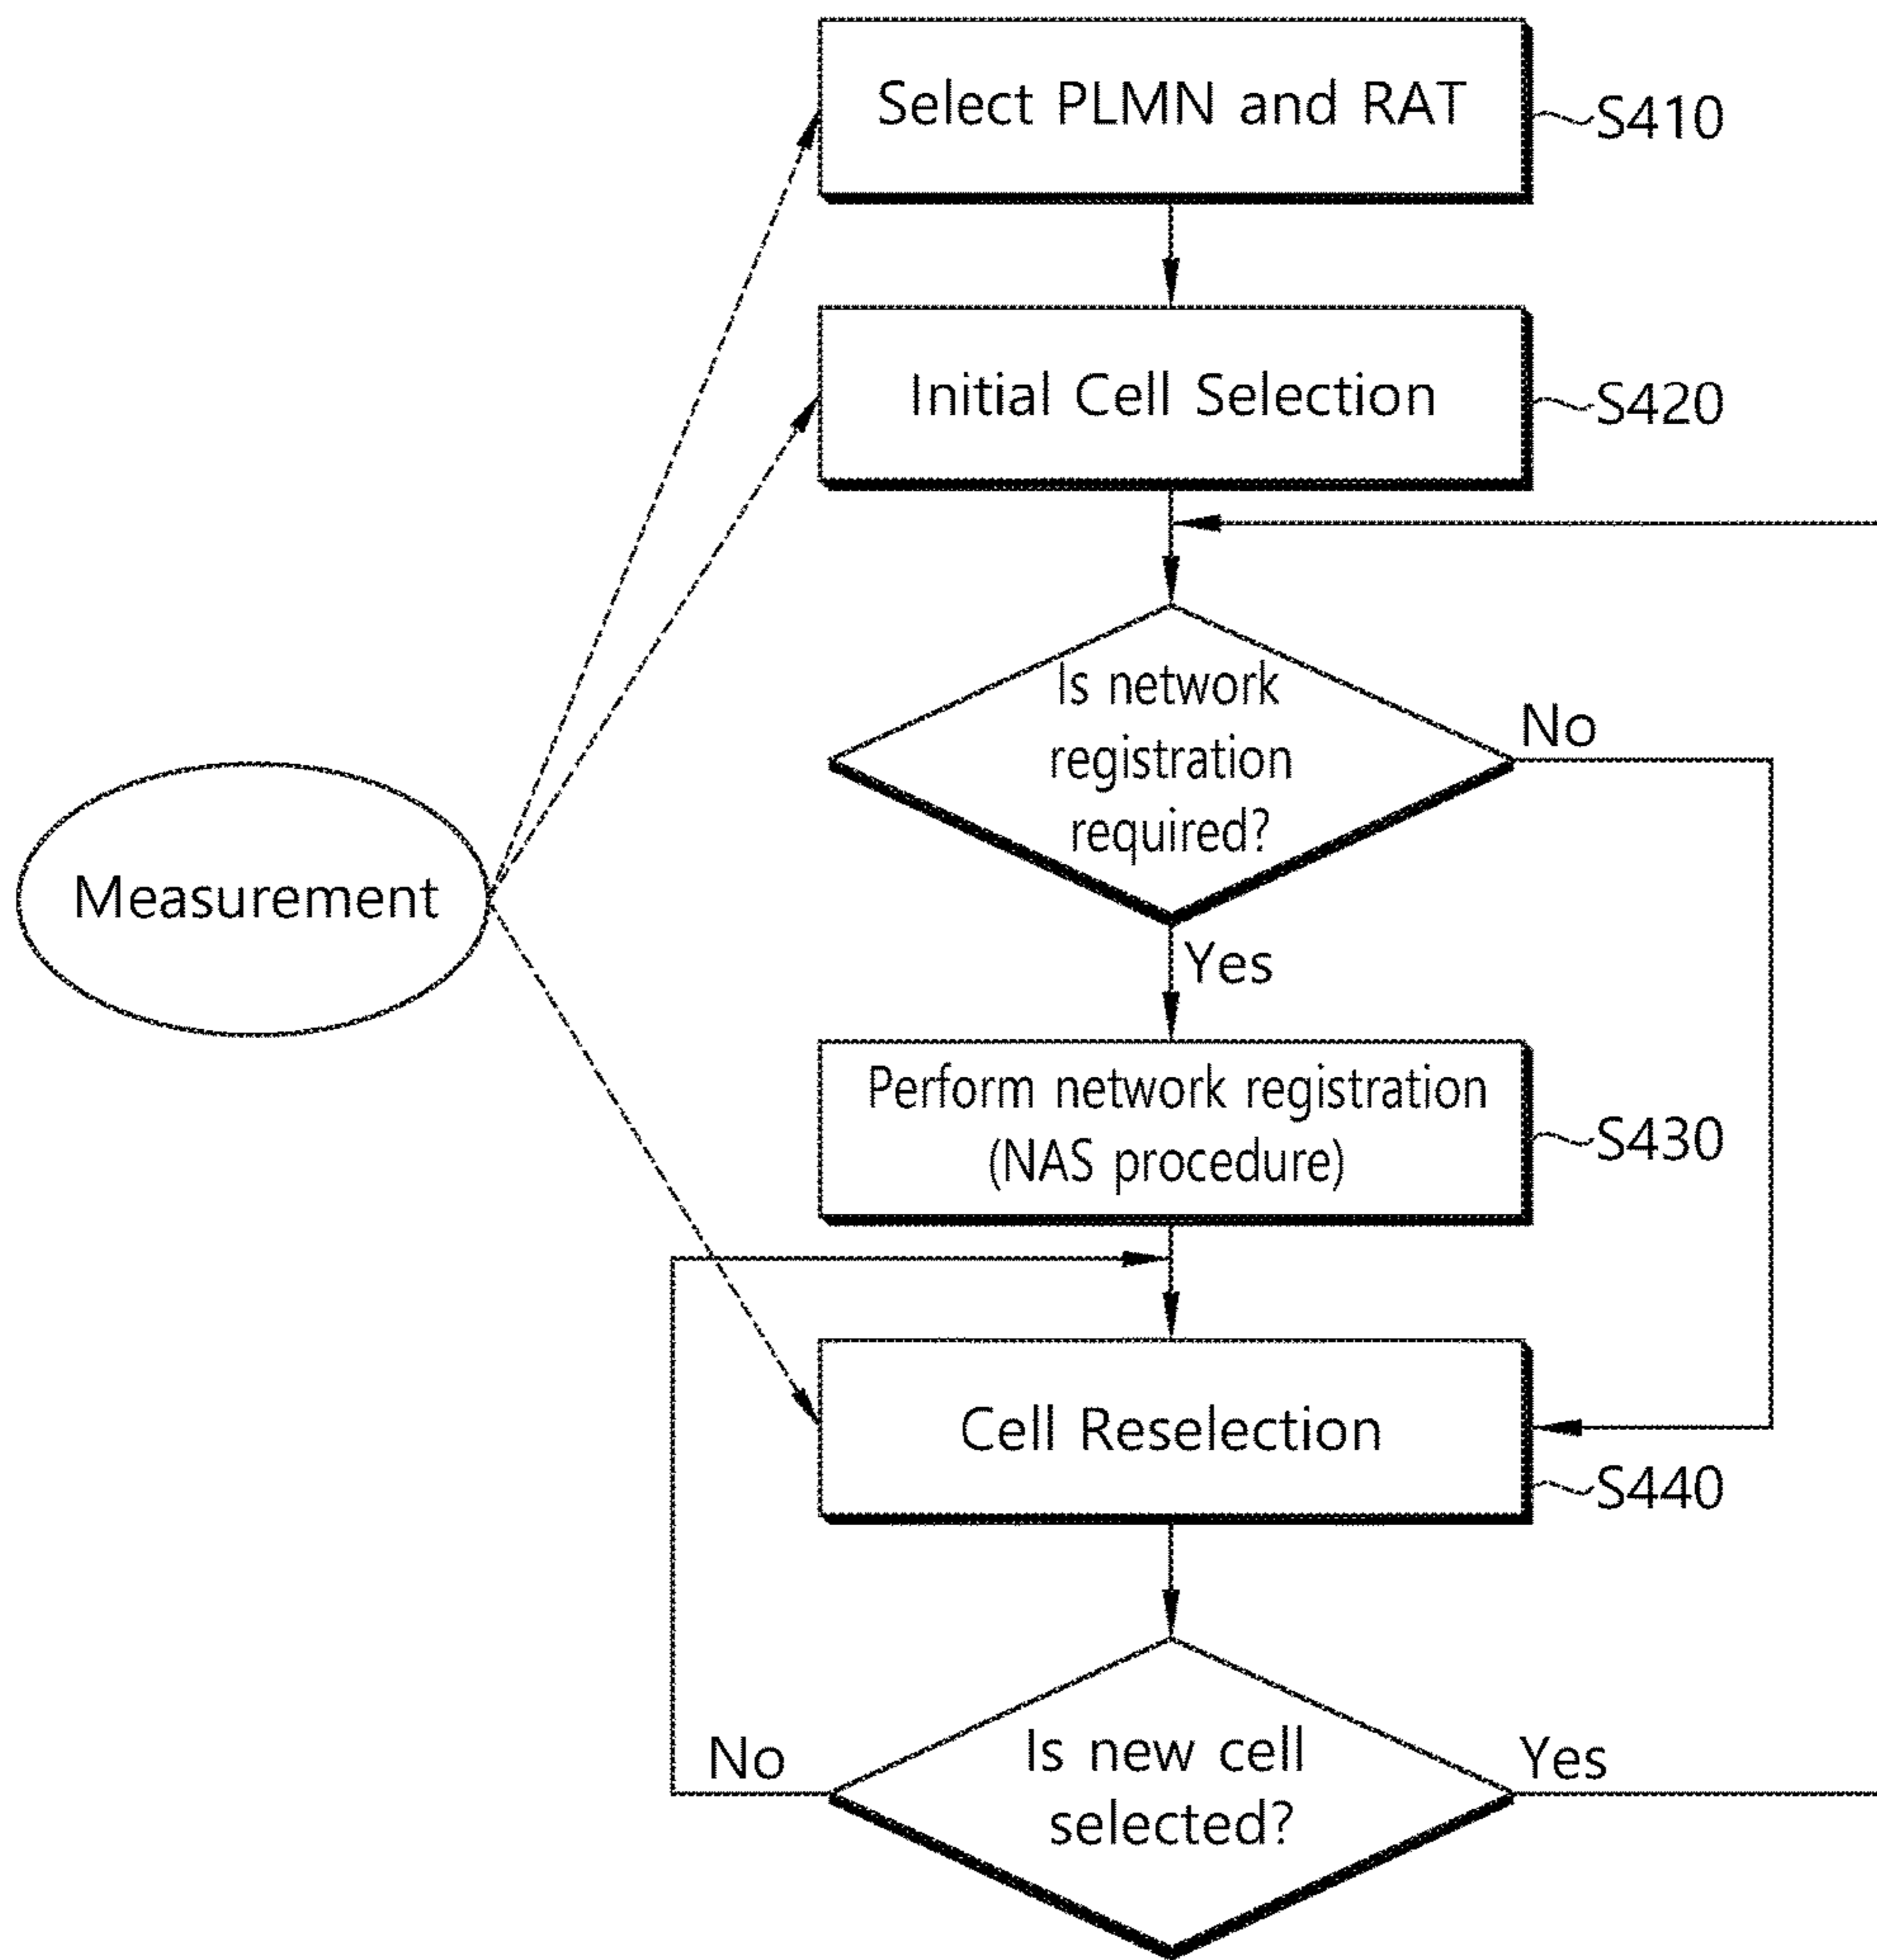 Select PLMN and RAT
S410
Initial Cell Selection
S420
Is network
registration
required?
No
Measurement
Yes
Perform network registration
(NAS procedure)
S430
Cell Reselection
S440
Is new cell
selected?
No
Yes